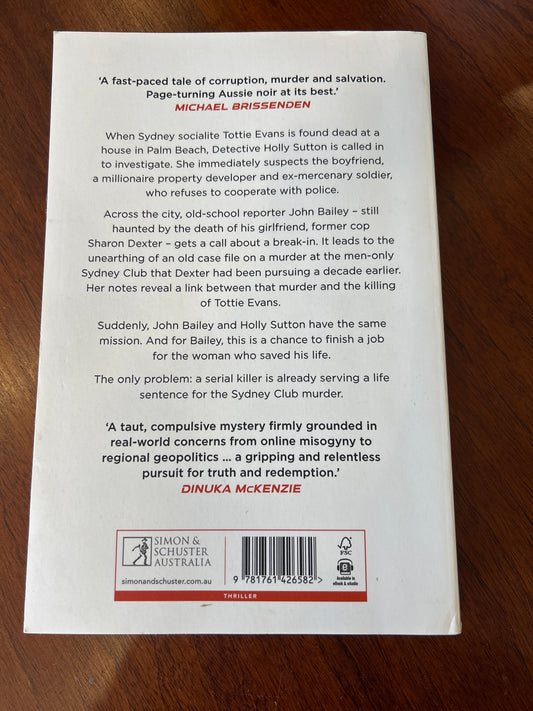 ‘A fast-paced tale of corruption, murder and salvation.
Page-turning Aussie noir at its best.’
MICHAEL BRISSENDEN
When Sydney socialite Tottie Evans is found dead at a
house in Palm Beach, Detective Holly Sutton is called in
to investigate. She immediately suspects the boyfriend,
a millionaire property developer and ex-mercenary soldier,
who refuses to cooperate with police.
Across the city, old-school reporter John Bailey – still
haunted by the death of his girlfriend, former cop
Sharon Dexter – gets a call about a break-in. It leads to the
unearthing of an old case file on a murder at the men-only
Sydney Club that Dexter had been pursuing a decade earlier.
Her notes reveal a link between that murder and the killing
of Tottie Evans.
Suddenly, John Bailey and Holly Sutton have the same
mission. And for Bailey, this is a chance to finish a job
for the woman who saved his life.
The only problem: a serial killer is already serving a life
sentence for the Sydney Club murder.
‘A taut, compulsive mystery firmly grounded in
real-world concerns from online misogyny to
regional geopolitics ... a gripping and relentless
pursuit for truth and redemption.’
DINUKA McKENZIE
SIMON &
SCHUSTER
AUSTRALIA
simonandschuster.com.au
9 781761 426582 >
FSC
e
Available in
eBook & eAudio
THRILLER